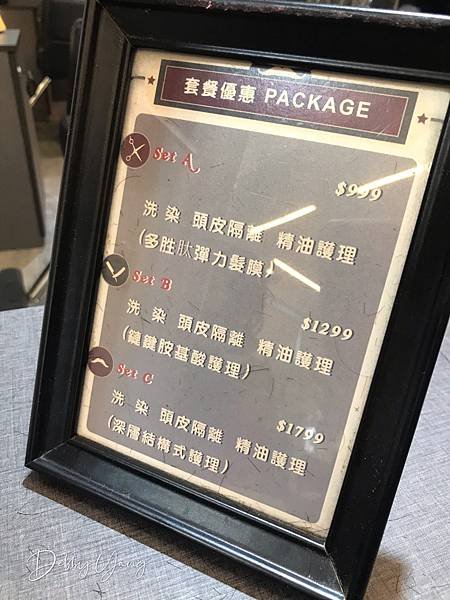 套餐優惠 PACKAGE
Set A
$999
洗 染 頭皮隔離 精油護理
(多胜肽彈力髮膜)
Set B
$1299
洗 染 頭皮隔離 精油護理
(鏈鍵胺基酸護理)
Set C
$1799
洗 染 頭皮隔離 精油護理
(深層結構式護理)